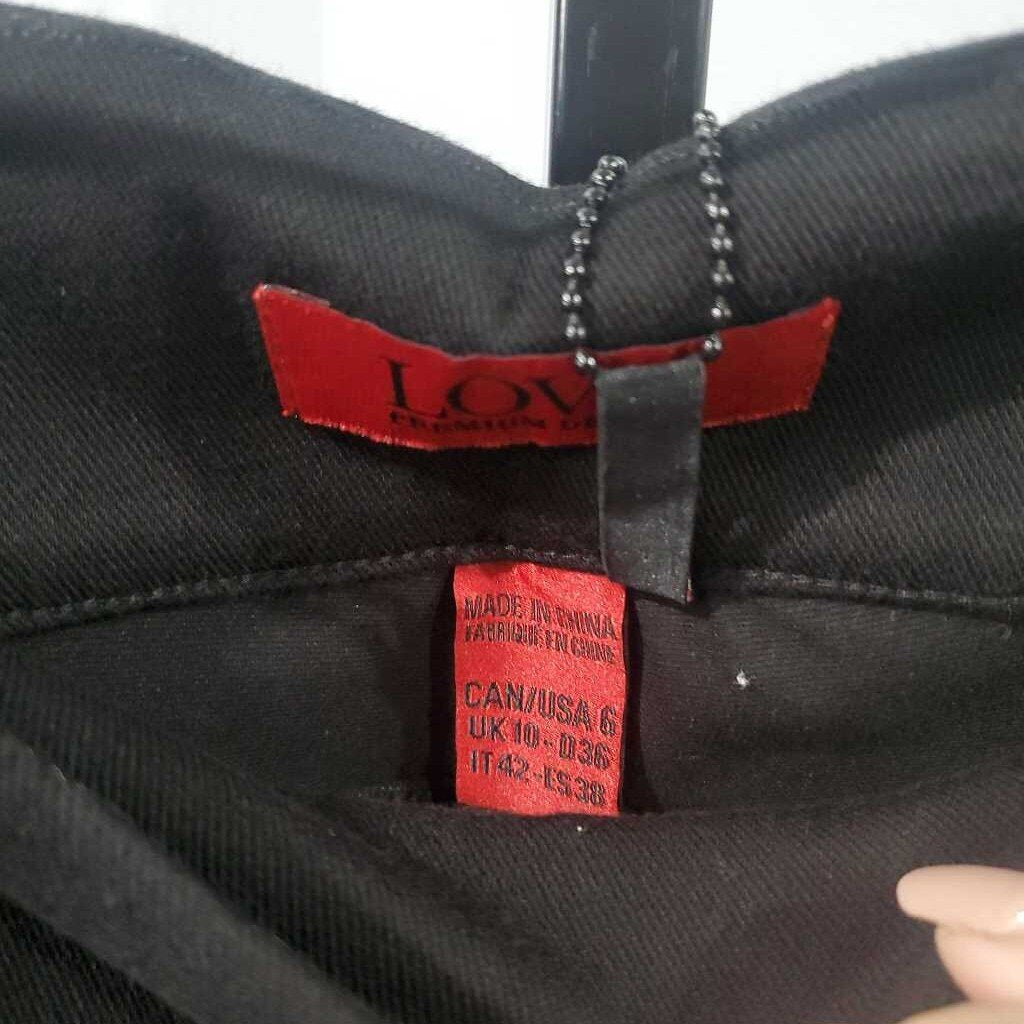 LOV
PREMIUM D
MADE IN CHINA
FABRIQUE EN CHINE
CAN/USA 6
UK 10-D36
IT42-ES38